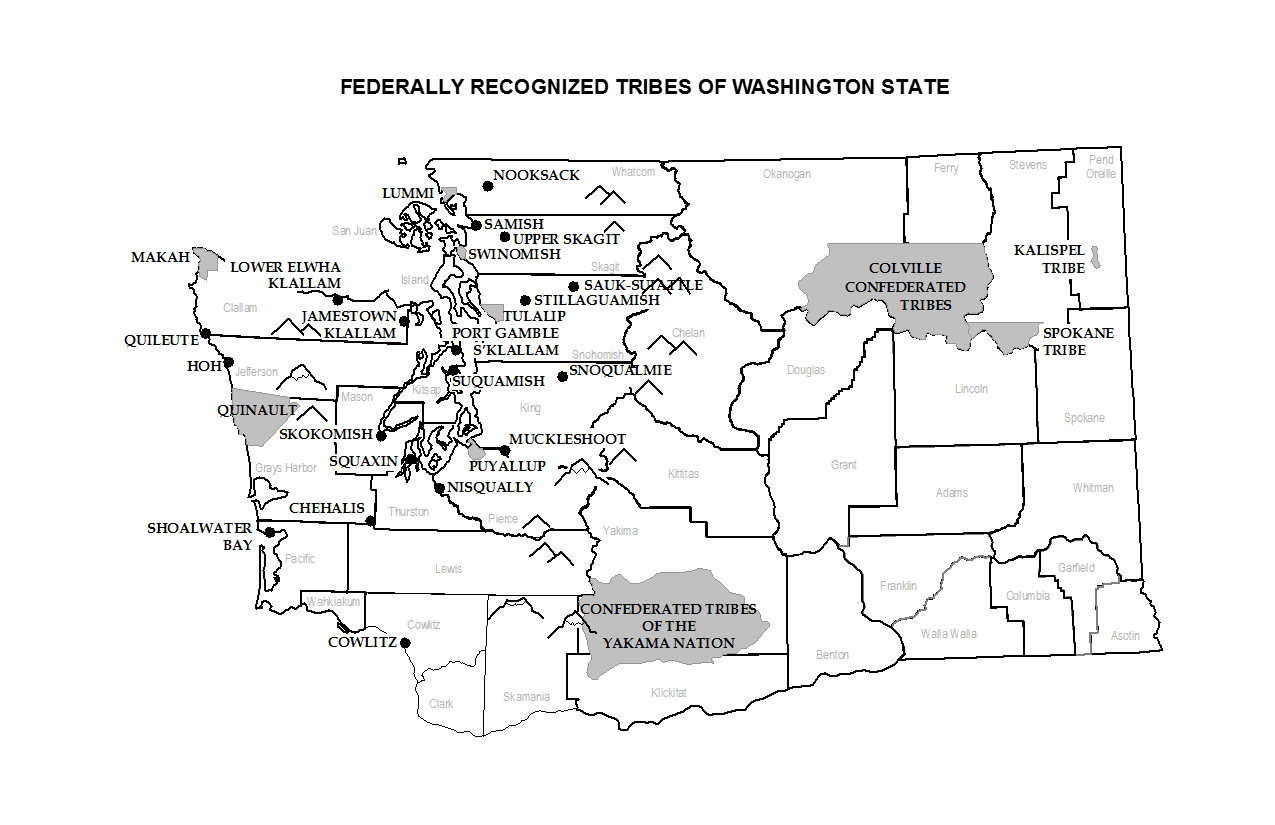 FEDERALLY RECOGNIZED TRIBES OF WASHINGTON STATE
NOOKSACK
Whatcom
Okanogan
Ferry
Stevens
Pend
Oreille
LUMMI
SAMISH
UPPER SKAGIT
San Juan
SWINOMISH
Skagit
MAKAH
LOWER ELWHA
KLALLAM
Island
SAUK-SUIATTLE
STILLAGUAMISH
COLVILLE
CONFEDERATED
TRIBES
KALISPEL
TRIBE
Clallam
JAMESTOWN
KLALLAM
TULALIP
QUILEUTE
PORT GAMBLE
S'KLALLAM
Snohomish
Chelan
SPOKANE
TRIBE
HOH
Jefferson
SUQUAMISH
SNOQUALMIE
Douglas
Lincoln
Mason
Kitsap
QUINAULT
King
Spokane
SKOKOMISH
MUCKLESHOOT
SQUAXIN
PUYALLUP
Grays Harbor
Kittitas
Grant
NISQUALLY
Adams
Whitman
CHEHALIS
Thurston
Pierce
SHOALWATER
BAY
Yakima
Pacific
Lewis
Franklin
Garfield
Columbia
Wahkiakum
CONFEDERATED TRIBES
OF THE
YAKAMA NATION
Cowlitz
COWLITZ
Walla Walla
Asotin
Benton
Clark
Skamania
Klickitat